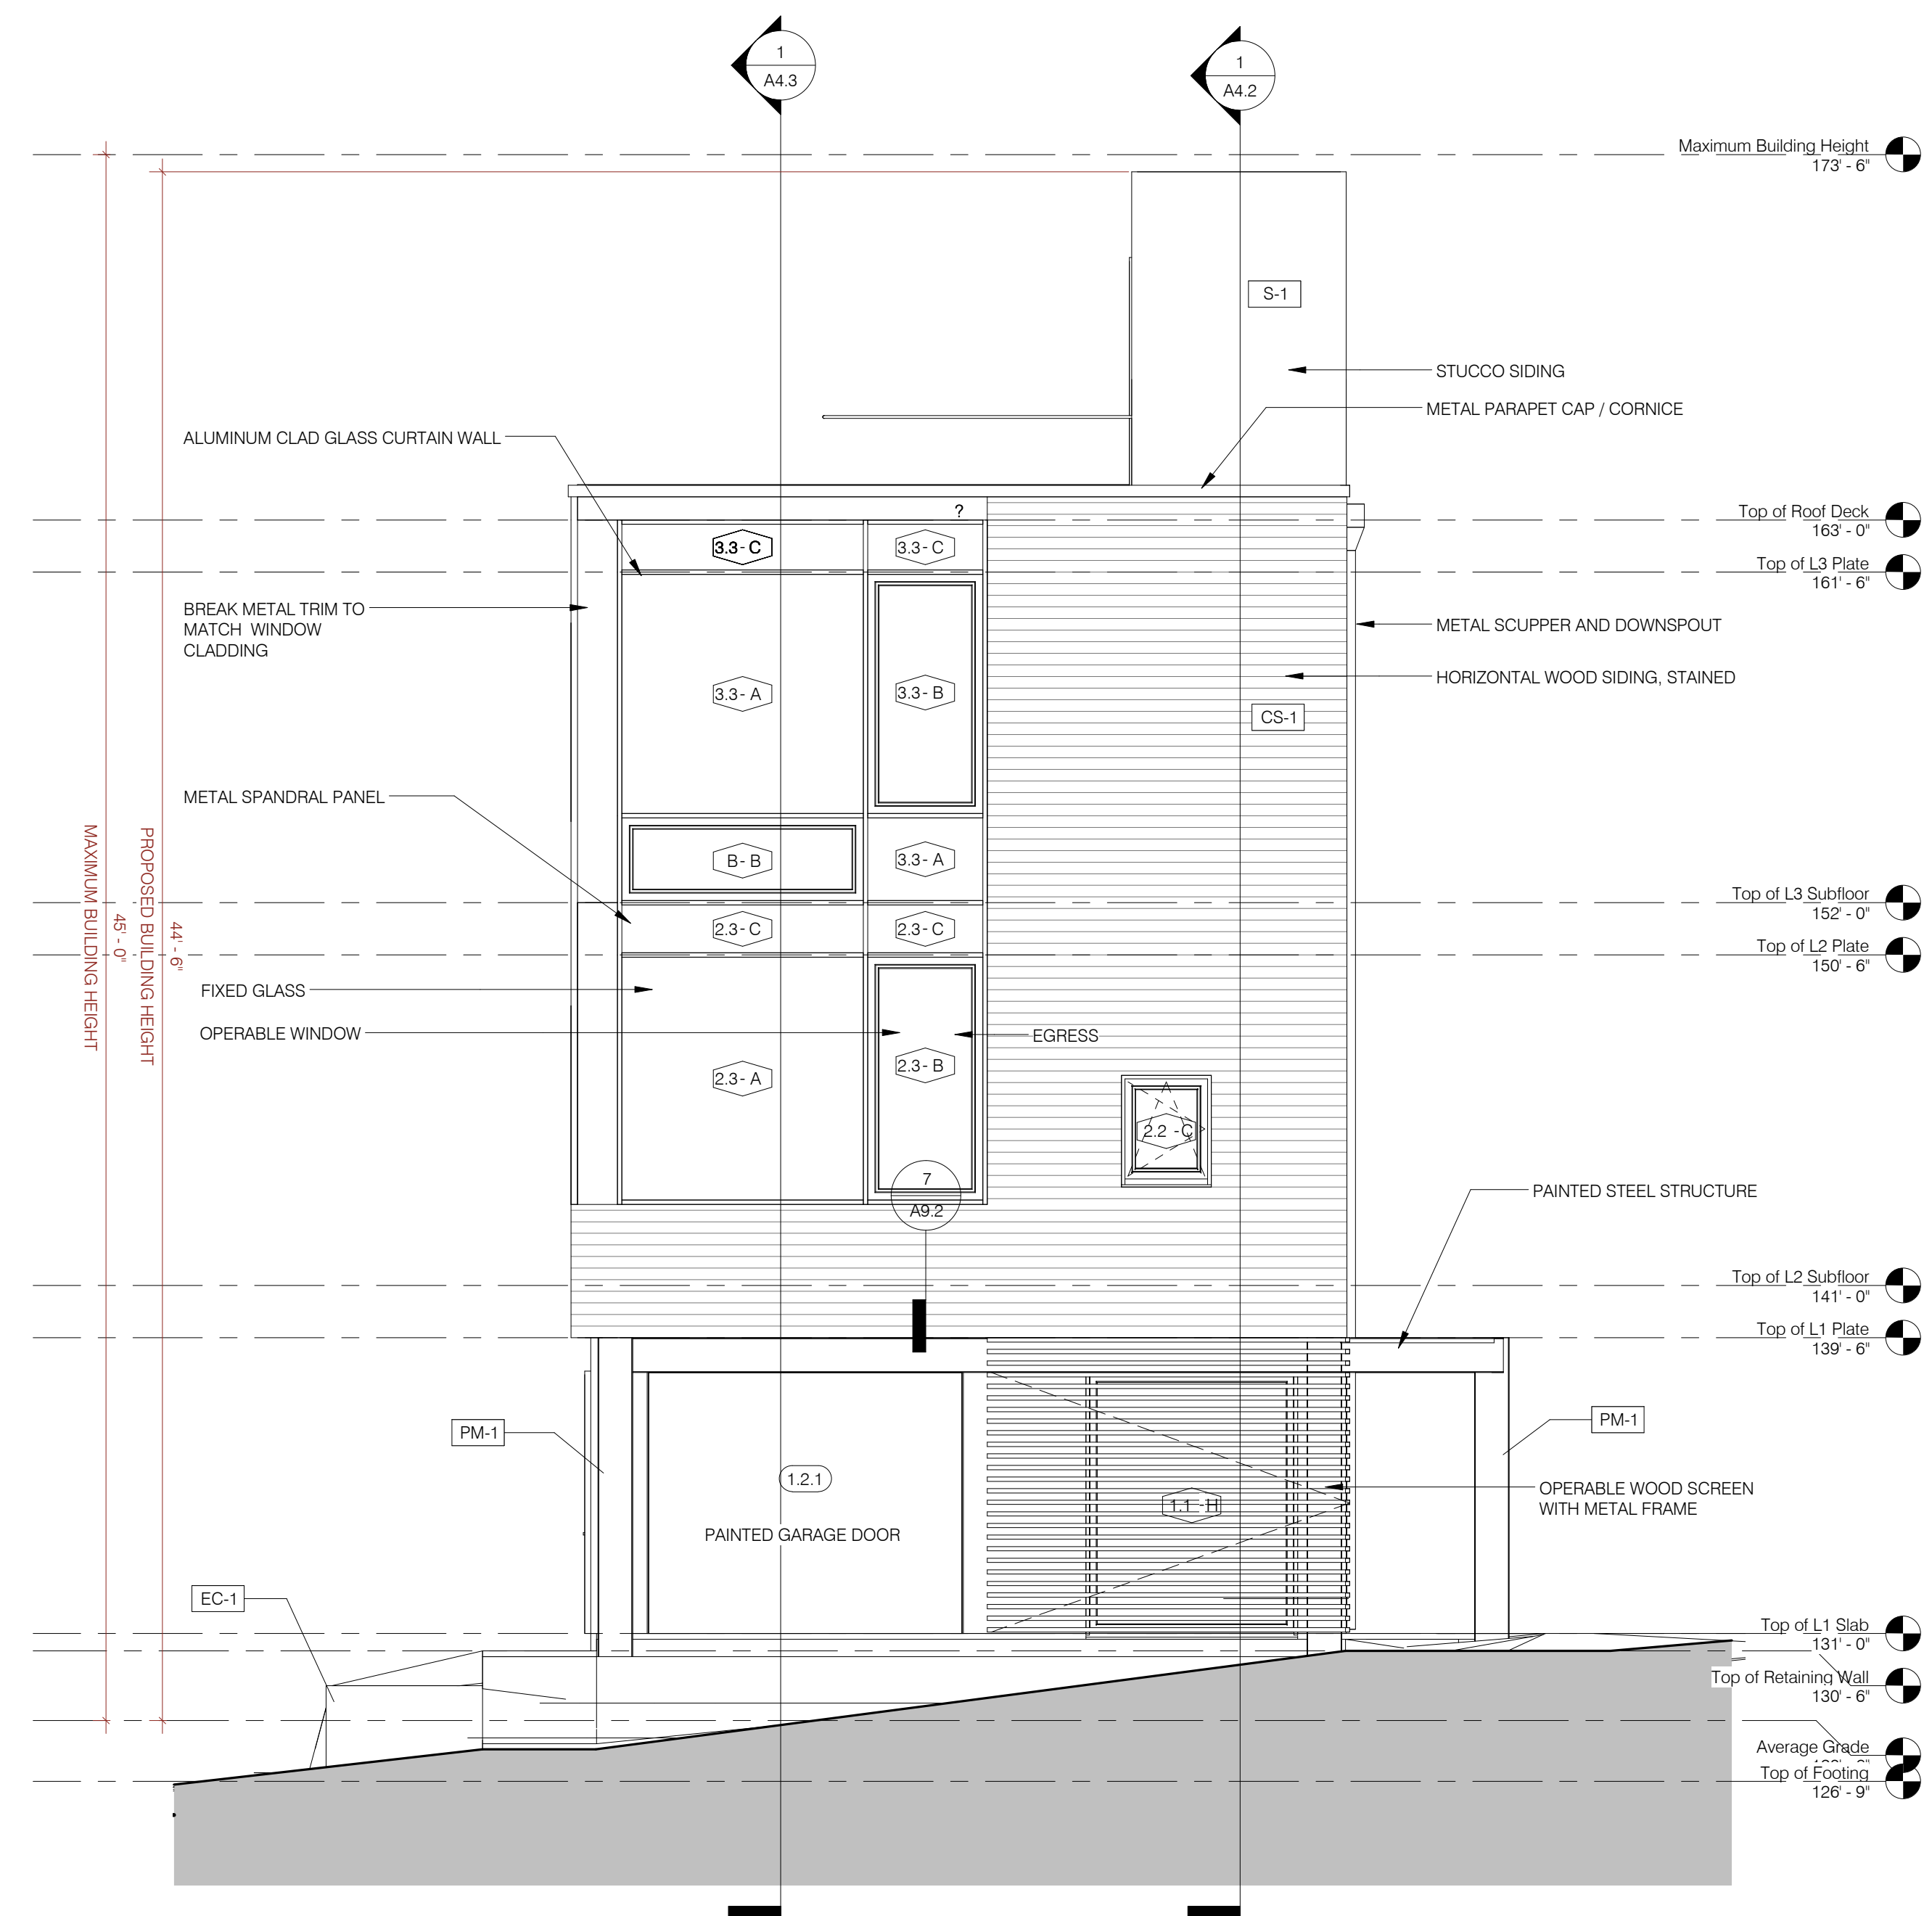 1
A4.3
1
A4.2
Maximum Building Height
173' - 6"
S-1
STUCCO SIDING
METAL PARAPET CAP / CORNICE
ALUMINUM CLAD GLASS CURTAIN WALL
?
Top of Roof Deck
163' - 0"
3.3- C
3.3- C
Top of L3 Plate
161' - 6"
BREAK METAL TRIM TO
MATCH WINDOW
CLADDING
METAL SCUPPER AND DOWNSPOUT
HORIZONTAL WOOD SIDING, STAINED
3.3- A
3.3- B
CS-1
METAL SPANDRAL PANEL
B- B
3.3- A
Top of L3 Subfloor
152' - 0"
2.3- C
2.3- C
Top of L2 Plate
150' - 6"
MAXIMUM BUILDING HEIGHT
45' - 0"
PROPOSED BUILDING HEIGHT
44' - 6"
FIXED GLASS
OPERABLE WINDOW
EGRESS
2.3- A
2.3- B
2.2 -C
7
A9.2
PAINTED STEEL STRUCTURE
Top of L2 Subfloor
141' - 0"
Top of L1 Plate
139' - 6"
PM-1
PM-1
1.2.1
PAINTED GARAGE DOOR
1.1 -H
OPERABLE WOOD SCREEN
WITH METAL FRAME
EC-1
Top of L1 Slab
131' - 0"
Top of Retaining Wall
130' - 6"
Average Grade
Top of Footing
126' - 9"